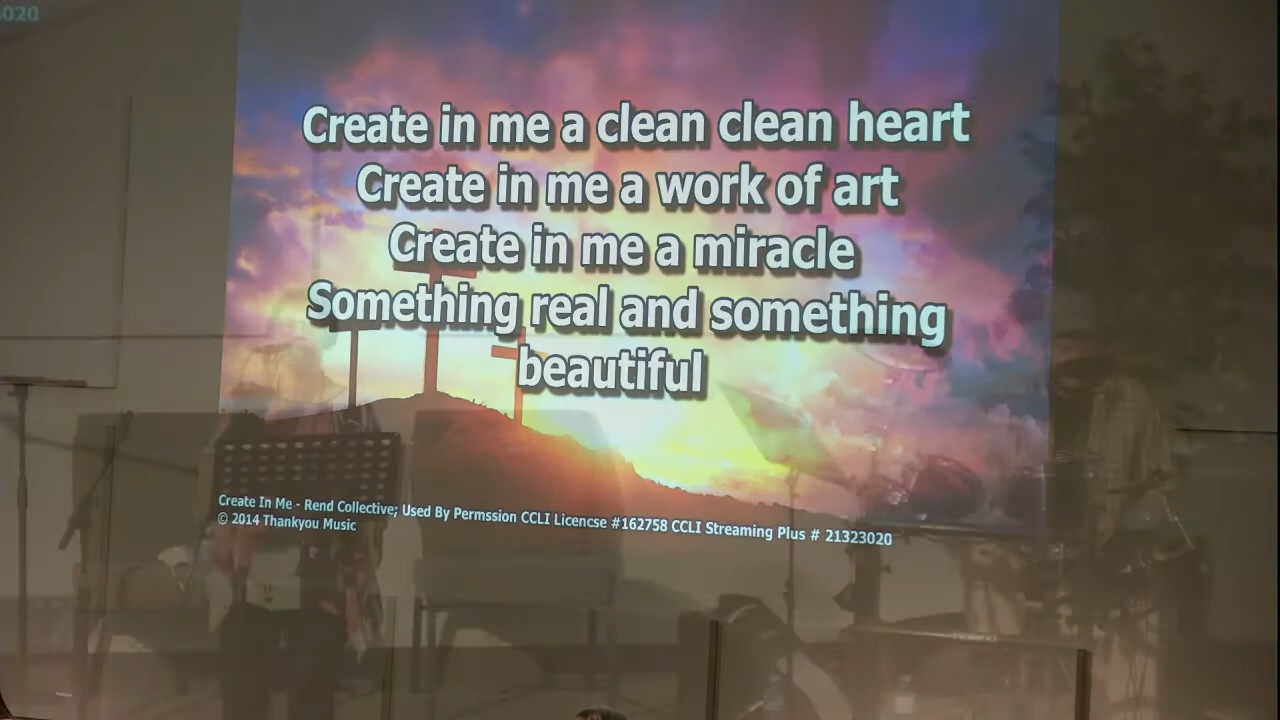 020
Create in me a clean clean heart
Create in me a work of art
Create in me a miracle
Something real and something
beautiful
Create In Me - Rend Collective; Used By Permssion CCLI Licencse #162758 CCLI Streaming Plus # 21323020
© 2014 Thankyou Music